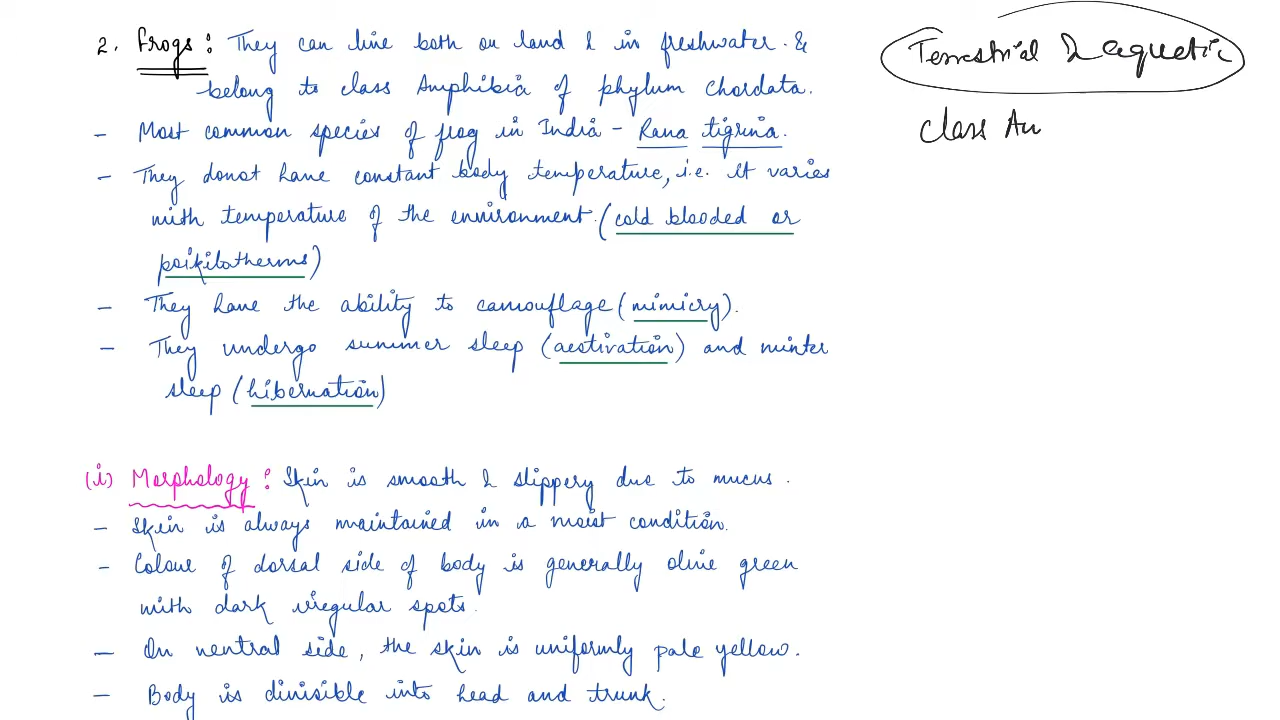 2. Frogs : They can live both on land & in freshwater. &
belong to class Amphibia of phylum Chordata.
- Most common species of frog in India - Rana tigrina.
- They donot have constant body temperature, i.e. it varies
with temperature of the environment. (cold blooded or
poikilotherms)
- They have the ability to camouflage (mimicry).
- They undergo summer sleep (aestivation) and winter
sleep (hibernation)
(i) Morphology : Skin is smooth & slippery due to mucus.
- Skin is always maintained in a moist condition.
- Colour of dorsal side of body is generally olive green
with dark irregular spots.
- On ventral side, the skin is uniformly pale yellow.
- Body is divisible into head and trunk.
Terrestrial & aquatic
class Am